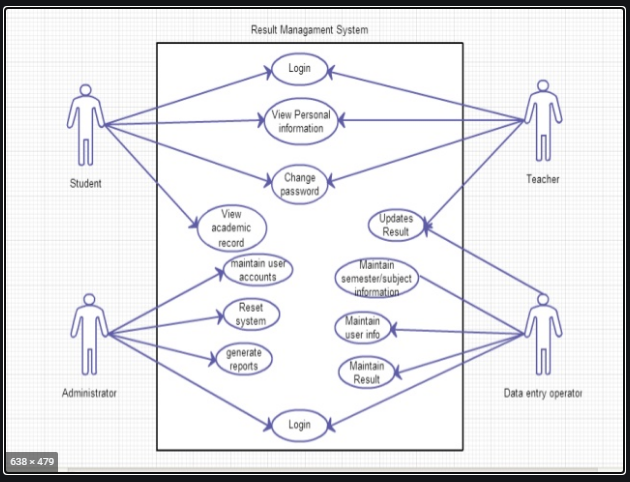 Result Managament System
Login
View Personal
information
Change
password
Student
Teacher
View
academic
record
Updates
Result
maintain user
accounts
Maintain
semester/subject
information
Reset
system
Maintain
user info
generate
reports
Maintain
Result
Administrator
Data entry operator
Login
638 × 479